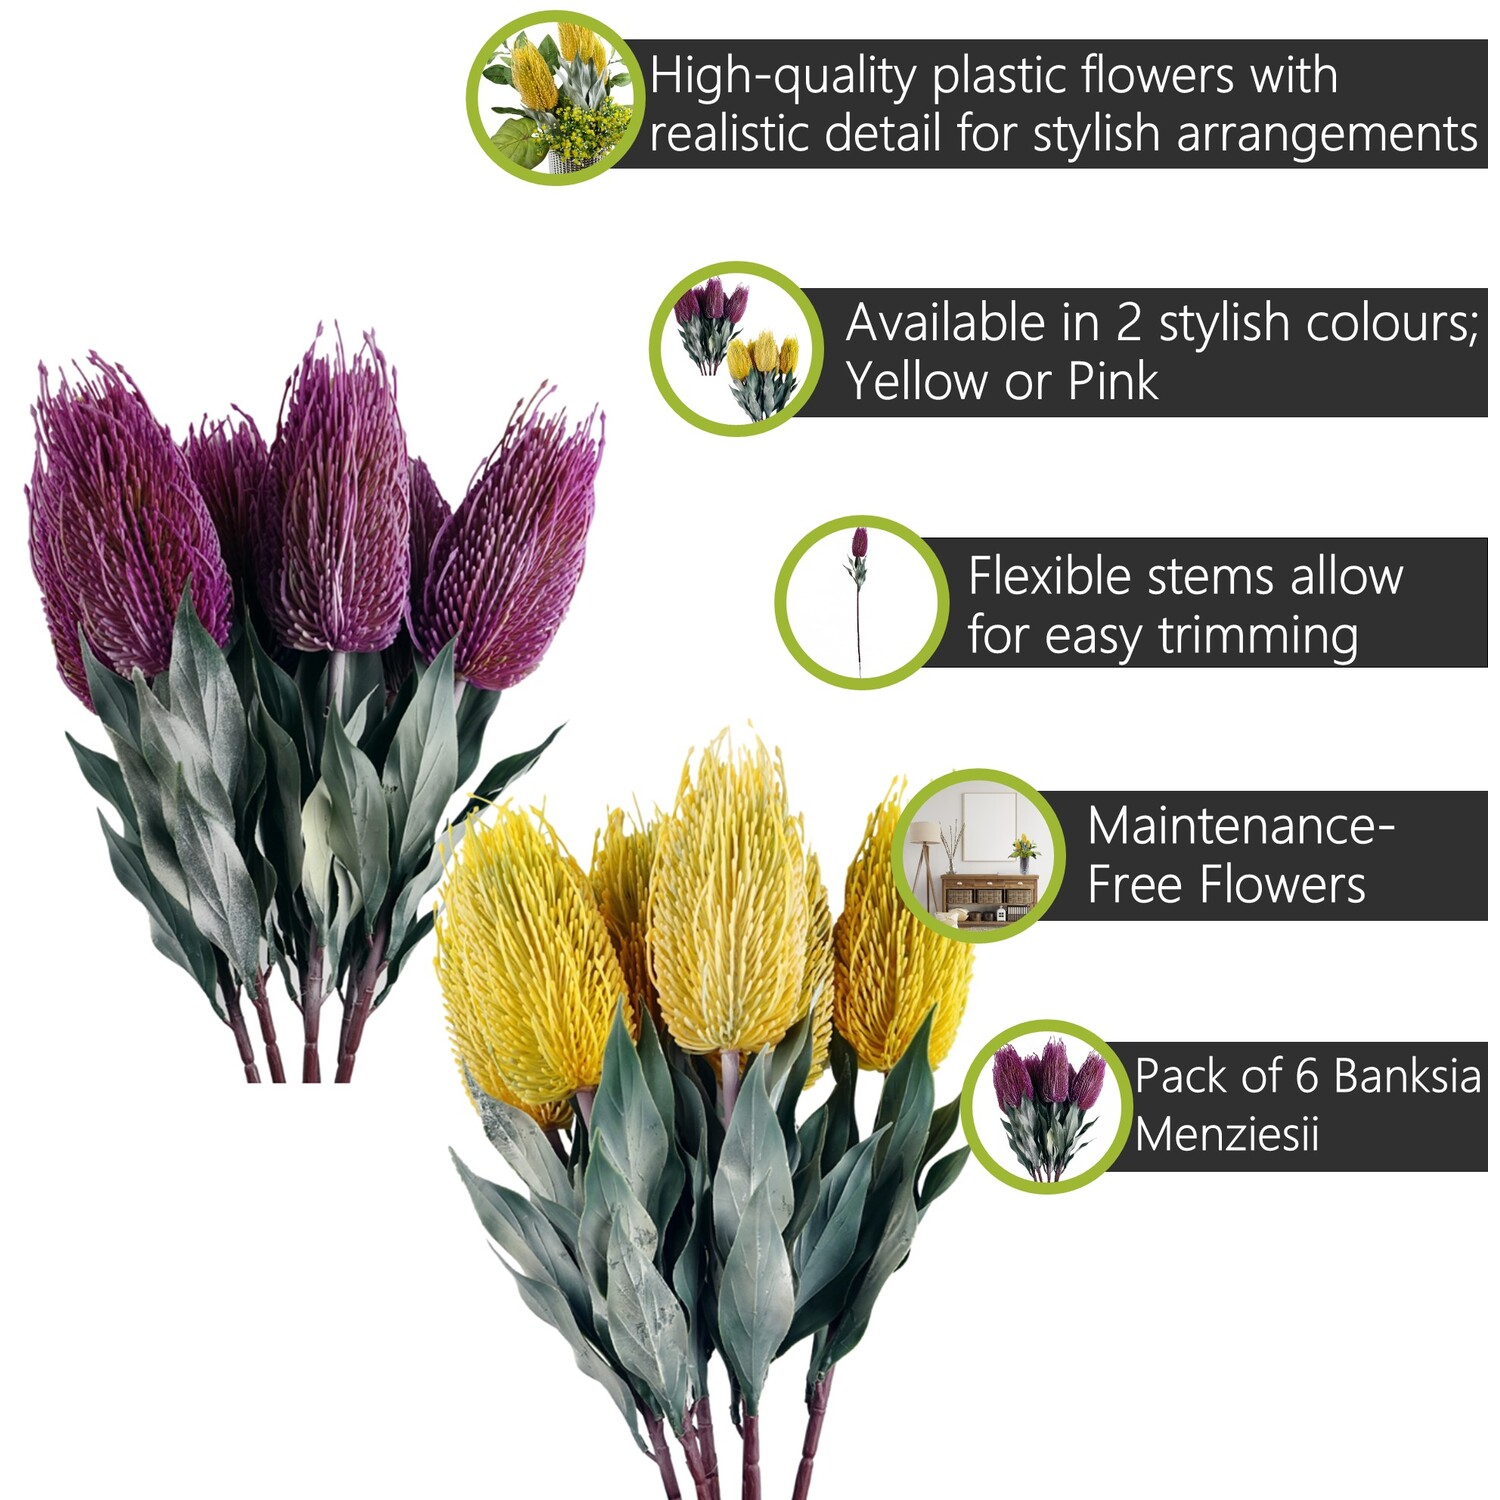 High-quality plastic flowers with
realistic detail for stylish arrangements
Available in 2 stylish colours;
Yellow or Pink
Flexible stems allow
for easy trimming
Maintenance-
Free Flowers
Pack of 6 Banksia
Menziesii